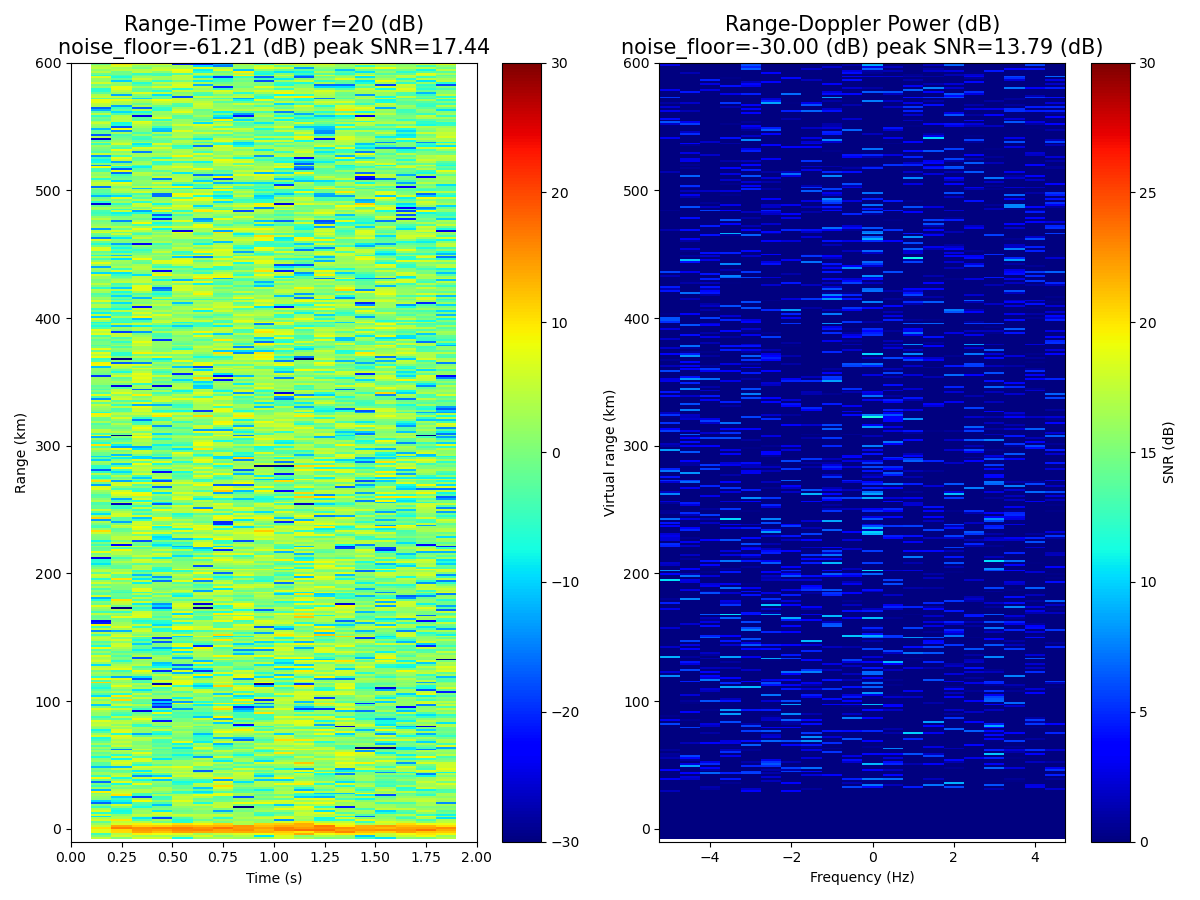 Range-Time Power f=20 (dB)
noise_floor=-61.21 (dB) peak SNR=17.44
Range-Doppler Power (dB)
noise_floor=-30.00 (dB) peak SNR=13.79 (dB)
600
500
400
300
200
100
0
Range (km)
0.00 0.25 0.50 0.75 1.00 1.25 1.50 1.75 2.00
Time (s)
30
20
10
0
−10
−20
−30
600
500
400
300
200
100
0
Virtual range (km)
−4 −2 0 2 4
Frequency (Hz)
30
25
20
15
10
5
0
SNR (dB)